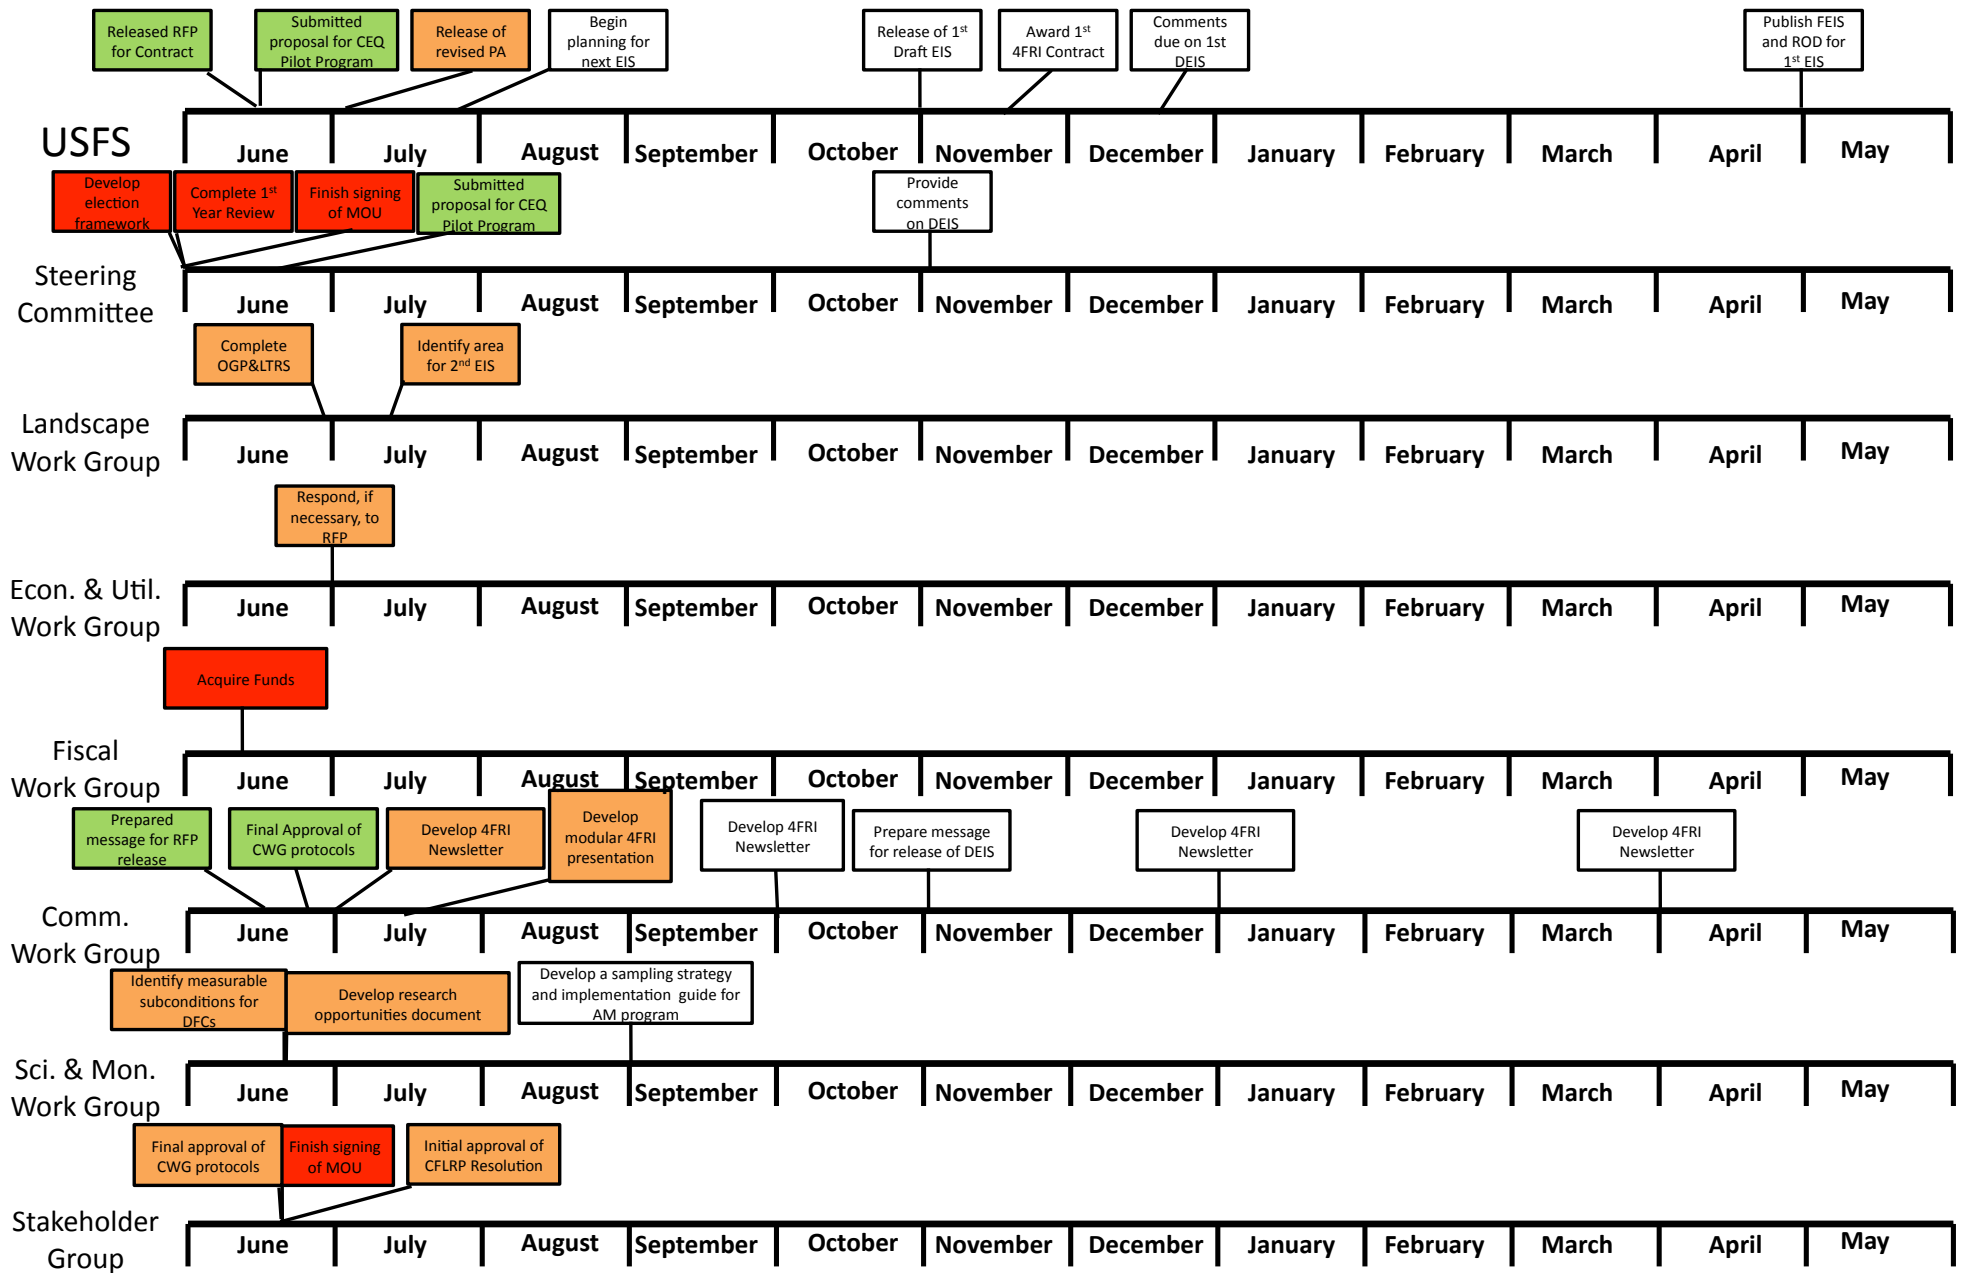 Released RFP
for Contract
Submitted
proposal for CEQ
Pilot Program
Release of
revised PA
Begin
planning for
next EIS
Release of 1st
Draft EIS
Award 1st
4FRI Contract
Comments
due on 1st
DEIS
Publish FEIS
and ROD for
1st EIS
USFS
June July August September October November December January February March April May
Develop
election
framework
Complete 1st
Year Review
Finish signing
of MOU
Submitted
proposal for CEQ
Pilot Program
Provide
comments
on DEIS
Steering
Committee
June July August September October November December January February March April May
Complete
OGP&LTRS
Identify area
for 2nd EIS
Landscape
Work Group
June July August September October November December January February March April May
Respond, if
necessary, to
RFP
Econ. & Util.
Work Group
June July August September October November December January February March April May
Acquire Funds
Fiscal
Work Group
June July August September October November December January February March April May
Prepared
message for RFP
release
Final Approval of
CWG protocols
Develop 4FRI
Newsletter
Develop
modular 4FRI
presentation
Develop 4FRI
Newsletter
Prepare message
for release of DEIS
Develop 4FRI
Newsletter
Develop 4FRI
Newsletter
Comm.
Work Group
June July August September October November December January February March April May
Identify measurable
subconditions for
DFCs
Develop research
opportunities document
Develop a sampling strategy
and implementation guide for
AM program
Sci. & Mon.
Work Group
June July August September October November December January February March April May
Final approval of
CWG protocols
Finish signing
of MOU
Initial approval of
CFLRP Resolution
Stakeholder
Group
June July August September October November December January February March April May